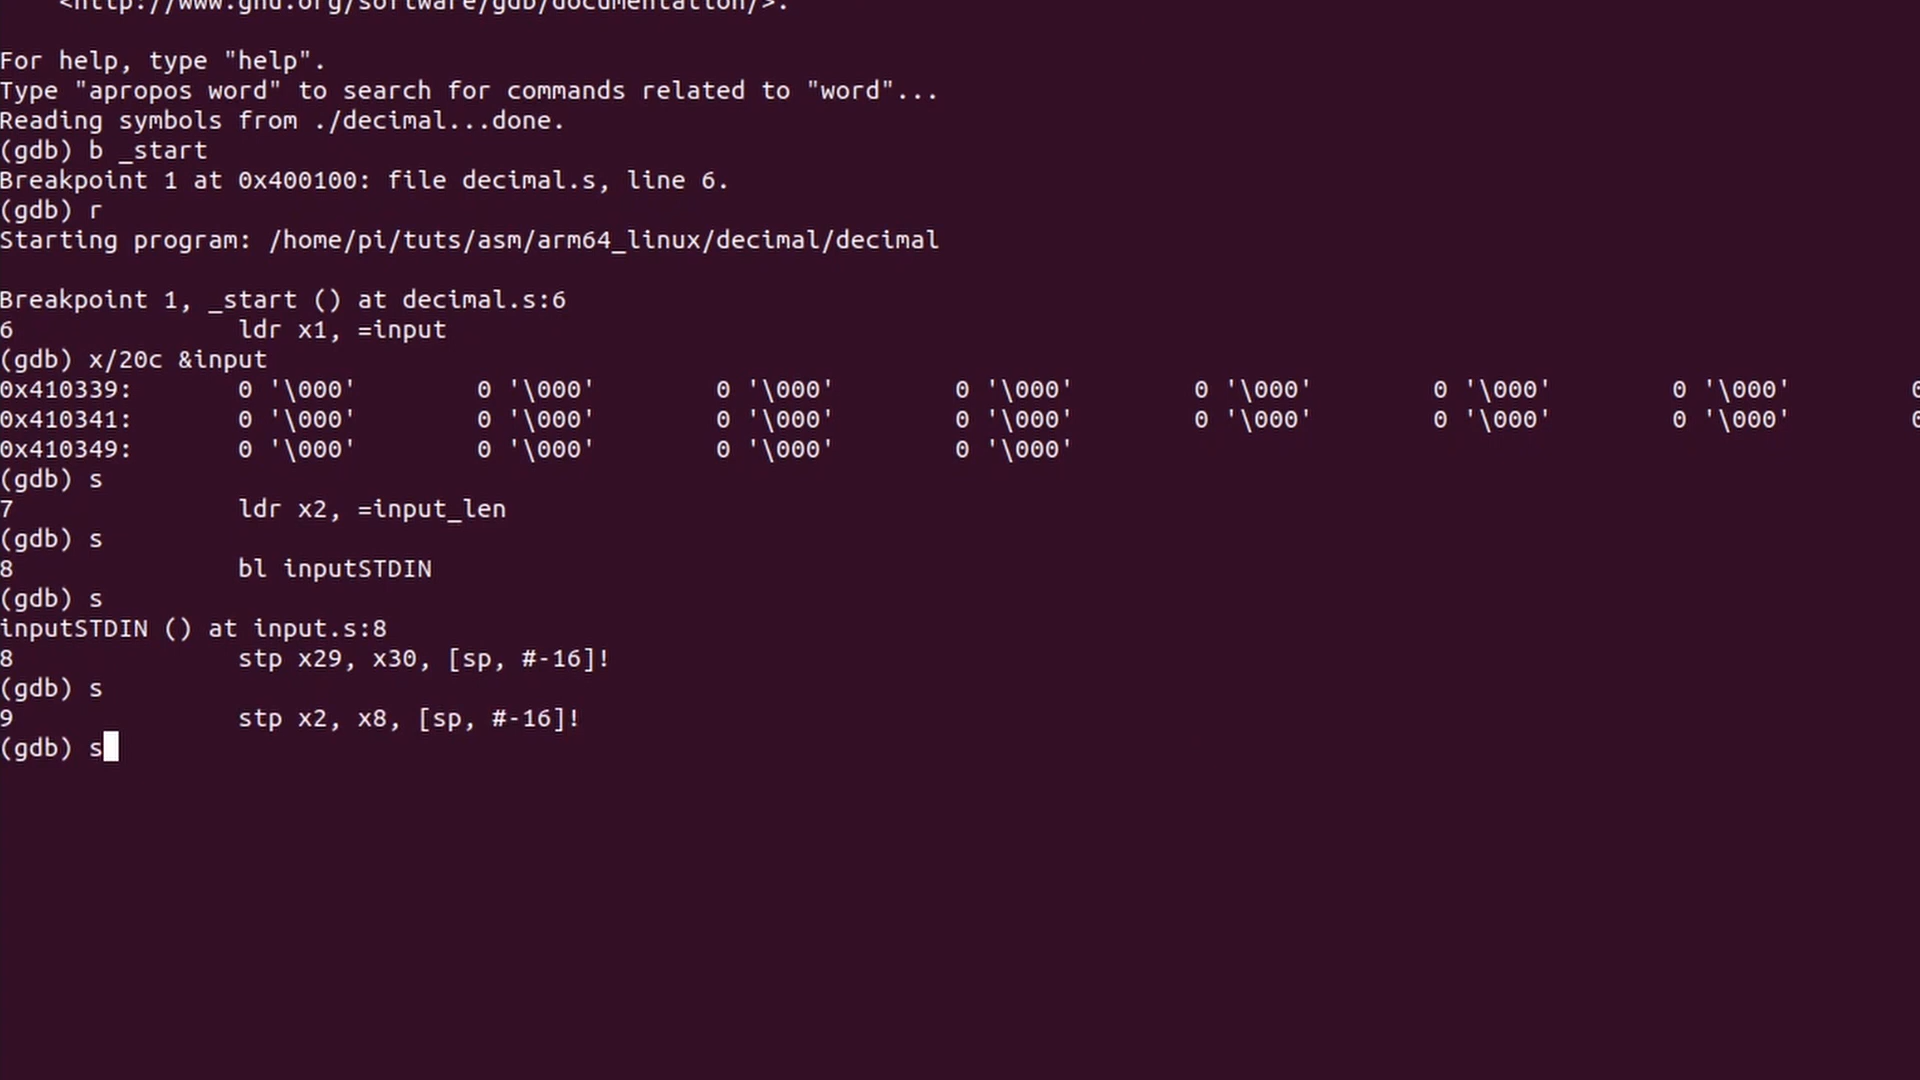 <http://www.gnu.org/software/gdb/documentation/>.
For help, type "help".
Type "apropos word" to search for commands related to "word"...
Reading symbols from ./decimal...done.
(gdb) b _start
Breakpoint 1 at 0x400100: file decimal.s, line 6.
(gdb) r
Starting program: /home/pi/tuts/asm/arm64_linux/decimal/decimal
Breakpoint 1, _start () at decimal.s:6
6 ldr x1, =input
(gdb) x/20c &input
0x410339: 0 '\000' 0 '\000' 0 '\000' 0 '\000' 0 '\000' 0 '\000' 0 '\000' 0
0x410341: 0 '\000' 0 '\000' 0 '\000' 0 '\000' 0 '\000' 0 '\000' 0 '\000' 0
0x410349: 0 '\000' 0 '\000' 0 '\000' 0 '\000'
(gdb) s
7 ldr x2, =input_len
(gdb) s
8 bl inputSTDIN
(gdb) s
inputSTDIN () at input.s:8
8 stp x29, x30, [sp, #-16]!
(gdb) s
9 stp x2, x8, [sp, #-16]!
(gdb) s